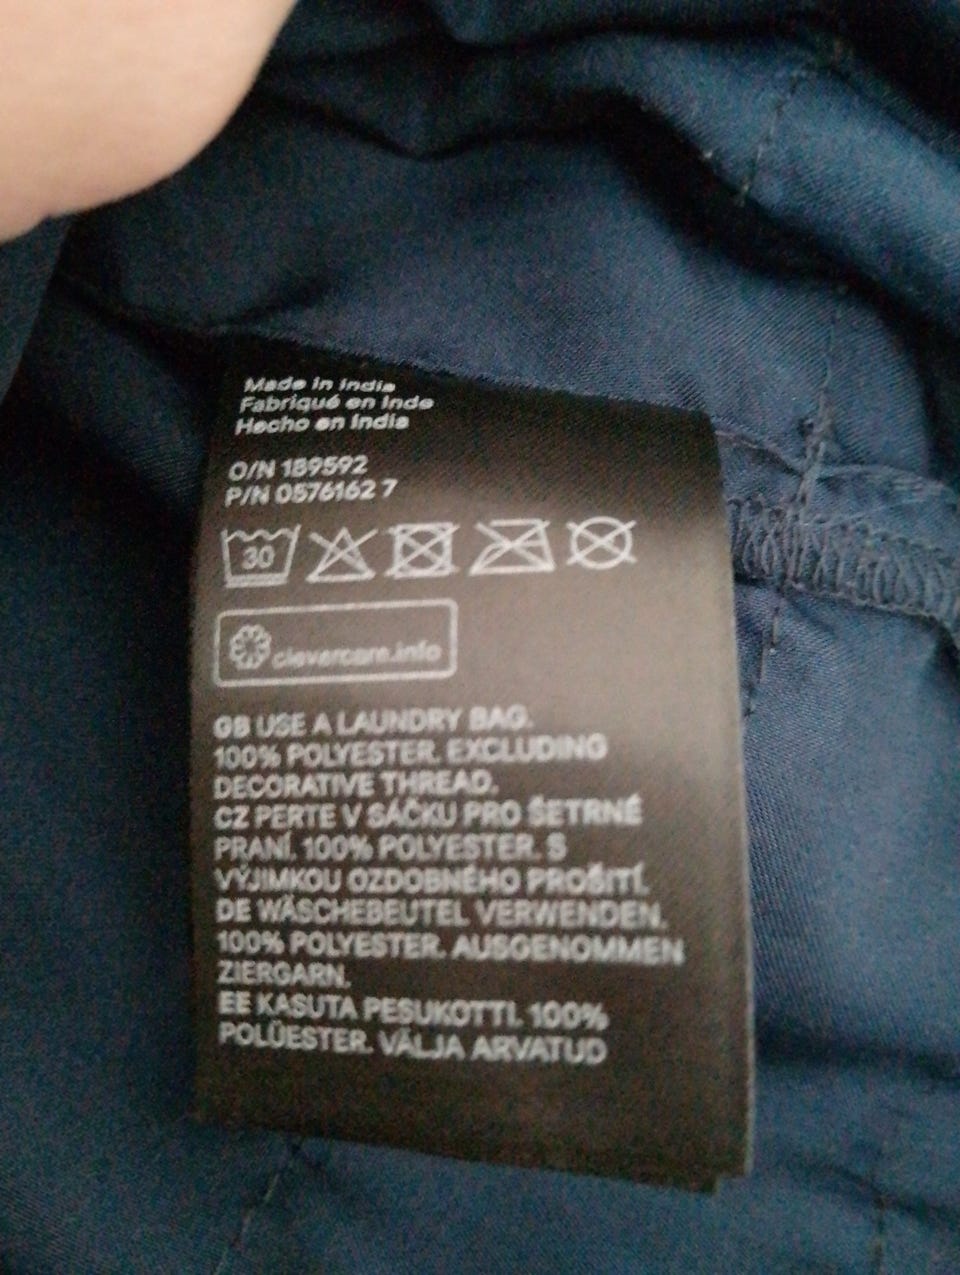 Made in India
Fabriqué en Inde
Hecho en India
O/N 189592
P/N 0576162 7
30
clevercare.info
GB USE A LAUNDRY BAG.
100% POLYESTER. EXCLUDING
DECORATIVE THREAD.
CZ PERTE V SÁČKU PRO ŠETRNÉ
PRANÍ. 100% POLYESTER. S
VÝJIMKOU OZDOBNÉHO PROŠITÍ.
DE WÄSCHEBEUTEL VERWENDEN.
100% POLYESTER. AUSGENOMMEN
ZIERGARN.
EE KASUTA PESUKOTTI. 100%
POLÜESTER. VÄLJA ARVATUD